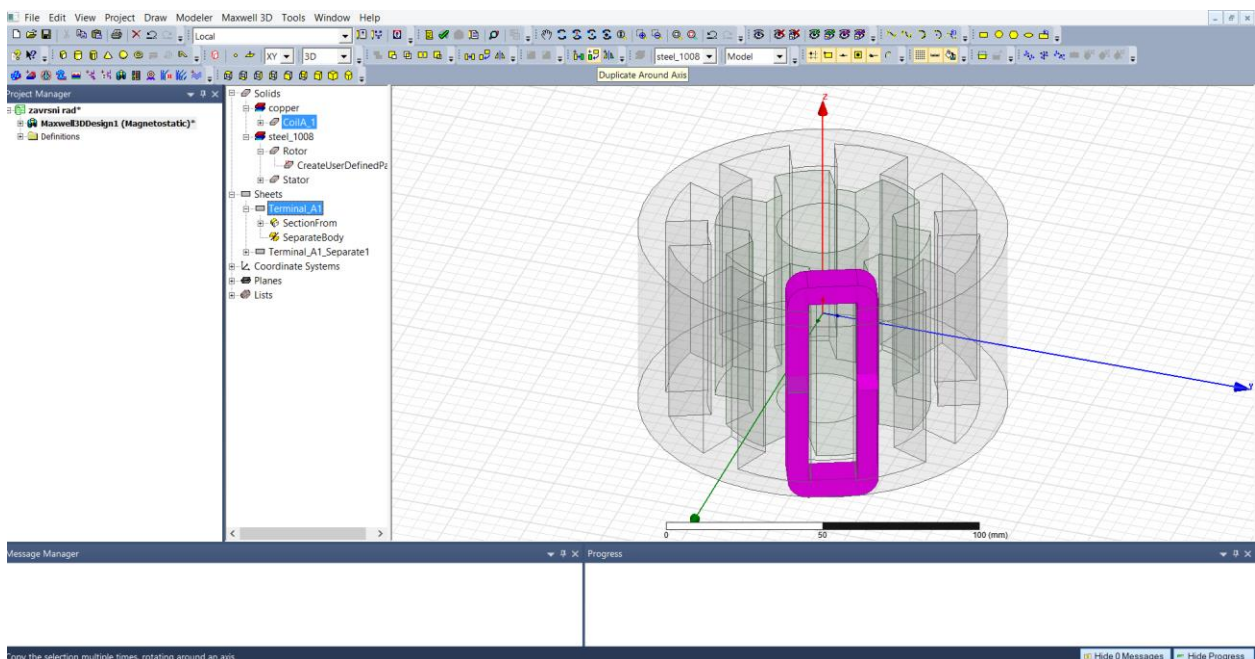 File Edit View Project Draw Modeler Maxwell 3D Tools Window Help
Local
XY 3D steel_1008 Model
Duplicate Around Axis
Project Manager
zavrsni rad*
Maxwell3DDesign1 (Magnetostatic)*
Definitions
Solids
copper
CoilA_1
steel_1008
Rotor
CreateUserDefinedPa
Stator
Sheets
Terminal_A1
SectionFrom
SeparateBody
Terminal_A1_Separate1
Coordinate Systems
Planes
Lists
Z
y
0 50 100 (mm)
Message Manager
Progress
Copy the selection multiple times, rotating around an axis
Hide 0 Messages Hide Progress